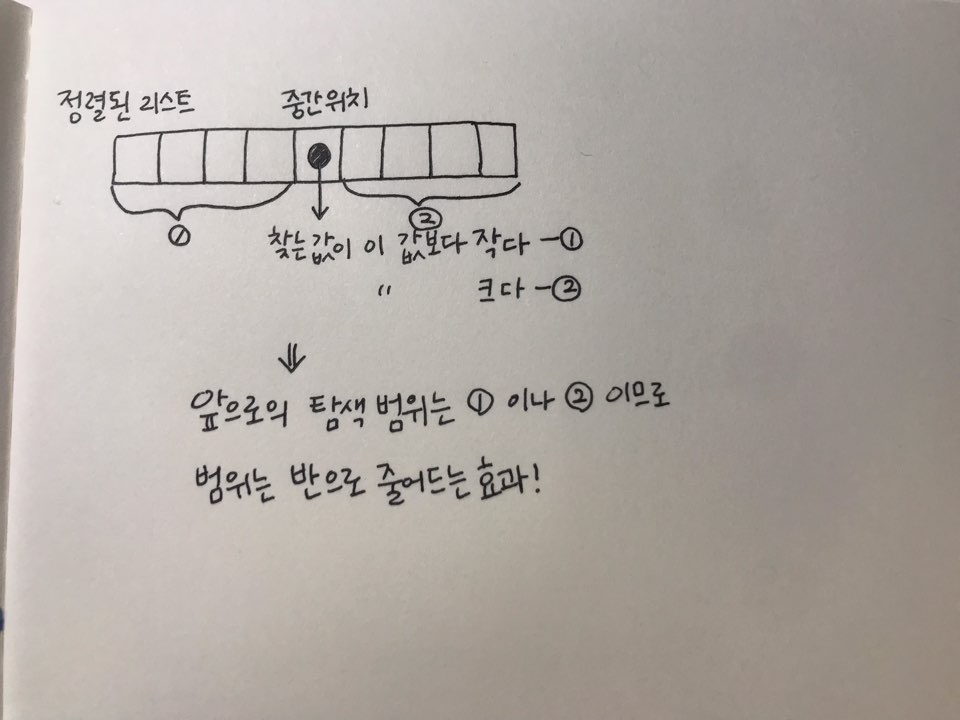 정렬된 리스트 중간위치
① ②
찾는값이 이 값보다 작다 -①
〃 크다 -②
⇓
앞으로의 탐색 범위는 ① 이나 ② 이므로
범위는 반으로 줄어드는 효과!